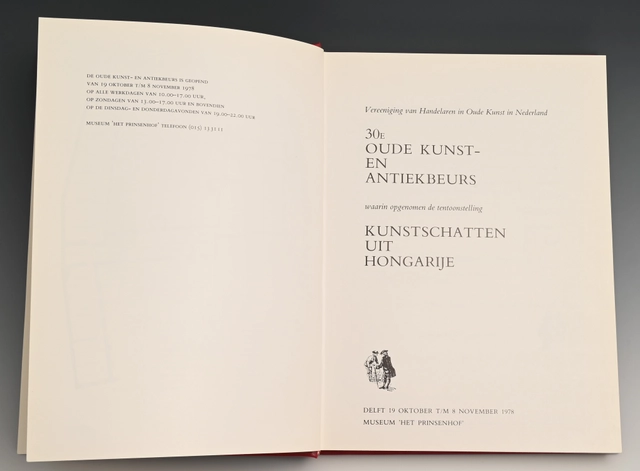 DE OUDE KUNST- EN ANTIEKBEURS IS GEOPEND
VAN 19 OKTOBER T/M 8 NOVEMBER 1978
OP ALLE WERKDAGEN VAN 10.00-17.00 UUR,
OP ZONDAGEN VAN 13.00-17.00 UUR EN BOVENDIEN
OP DE DINSDAG- EN DONDERDAGAVONDEN VAN 19.00-22.00 UUR
MUSEUM 'HET PRINSENHOF' TELEFOON (015) 13.31.11
Vereeniging van Handelaren in Oude Kunst in Nederland
30E
OUDE KUNST-
EN
ANTIEKBEURS
waarin opgenomen de tentoonstelling
KUNSTSCHATTEN
UIT
HONGARIJE
DELFT 19 OKTOBER T/M 8 NOVEMBER 1978
MUSEUM 'HET PRINSENHOF'